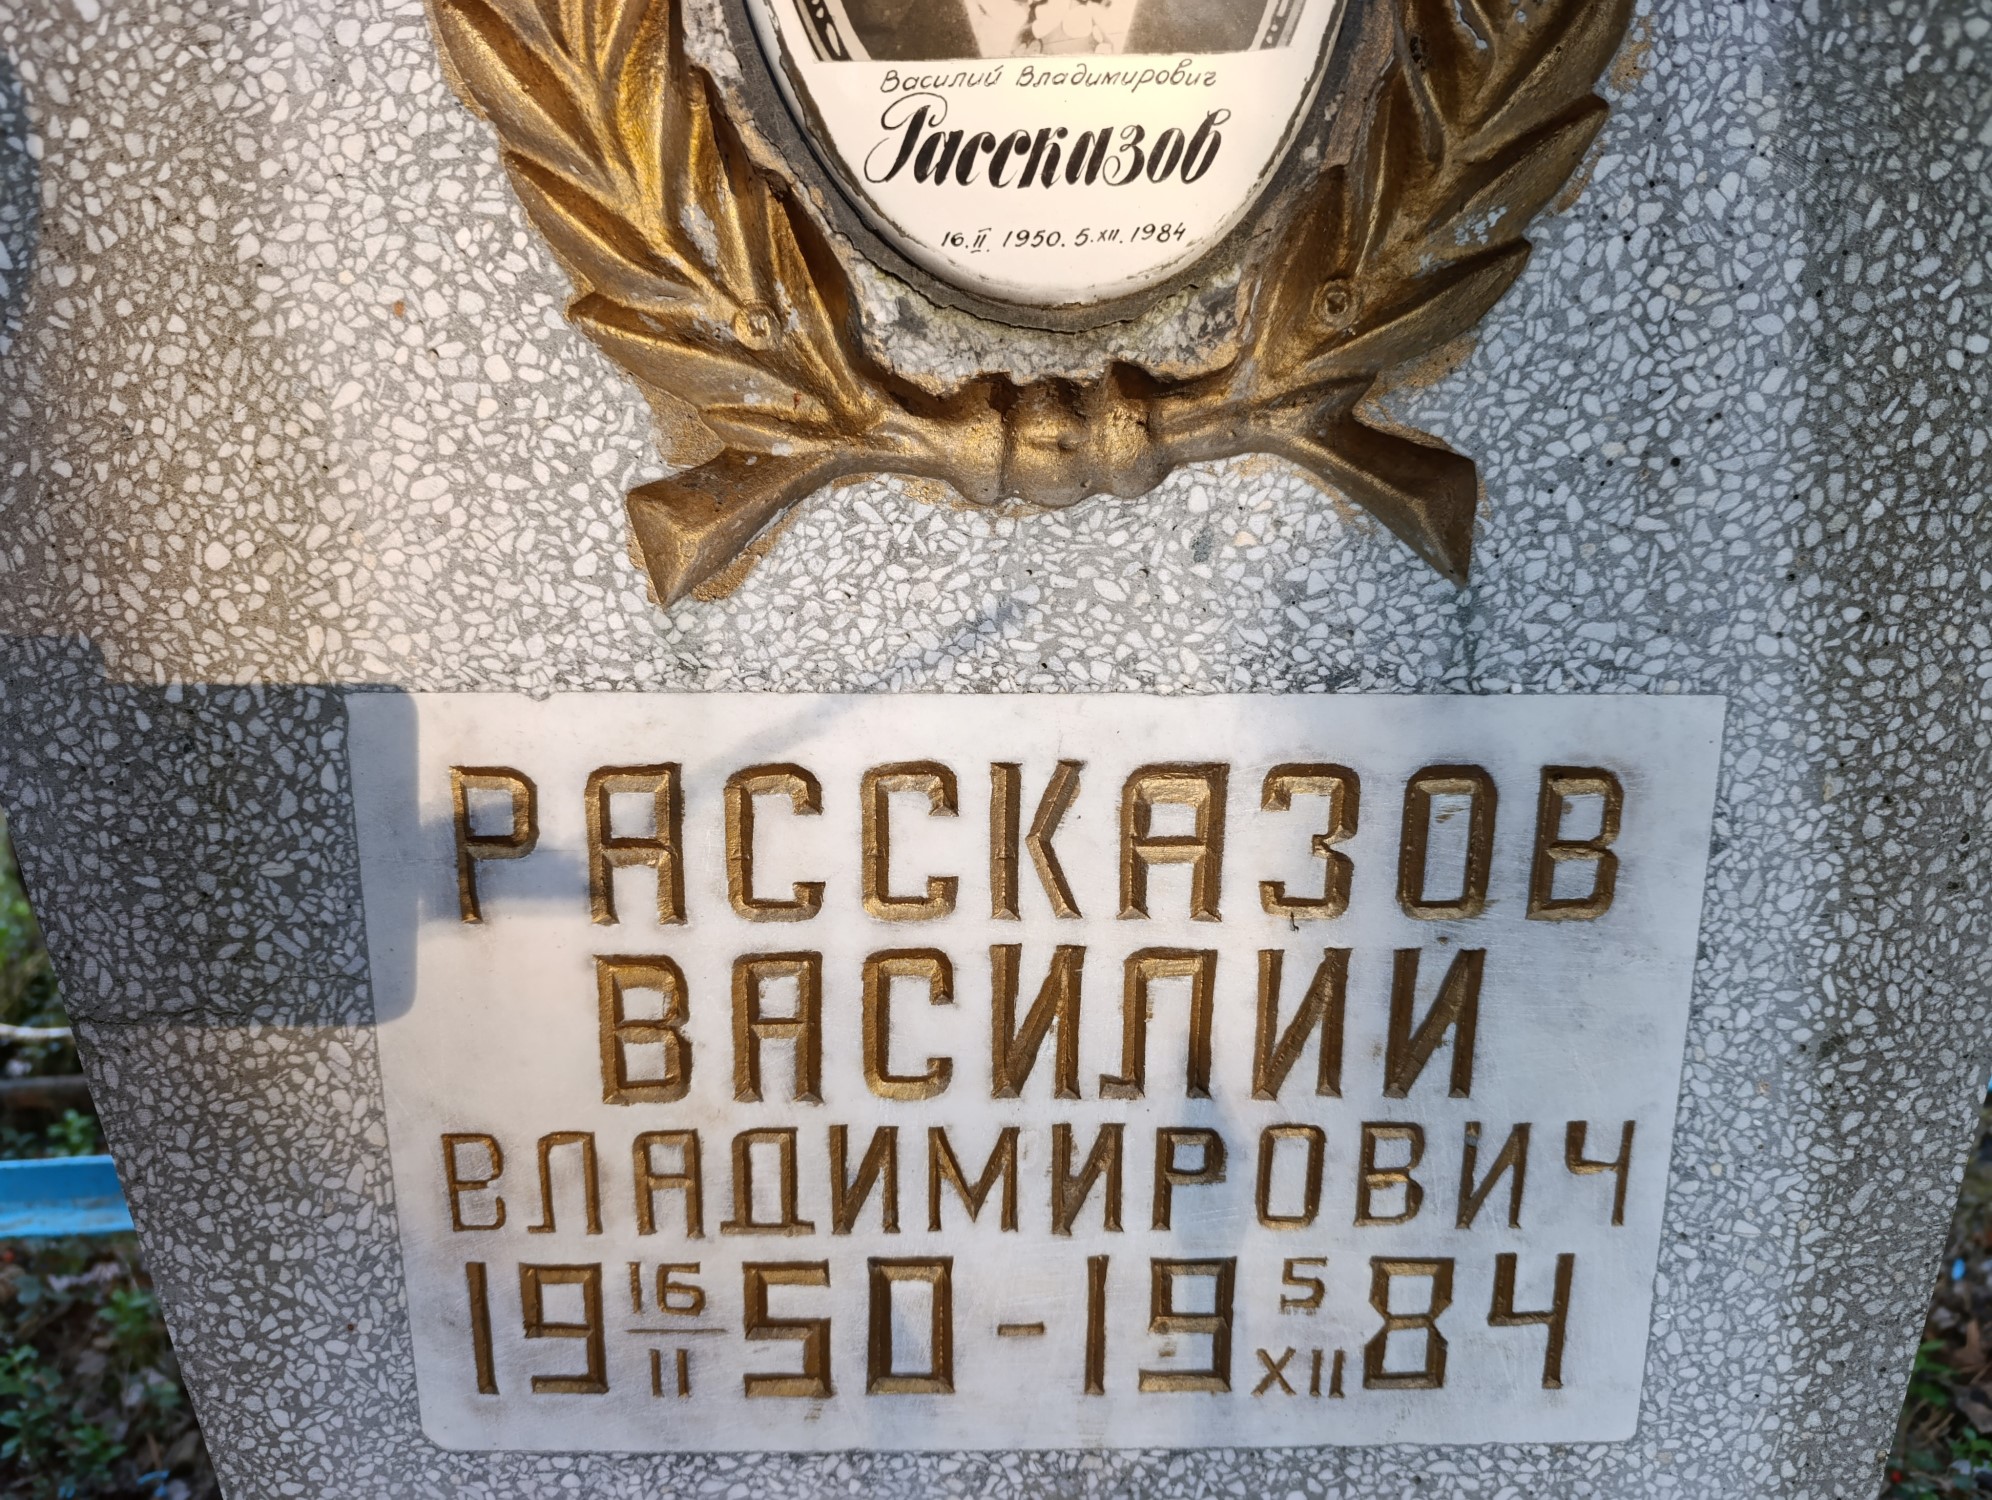 Василий Владимирович
Рассказов
16.II. 1950. 5.XII. 1984
РАССКАЗОВ
ВАСИЛИИ
ВЛАДИМИРОВИЧ
19 16/II 50 - 19 5/XII 84